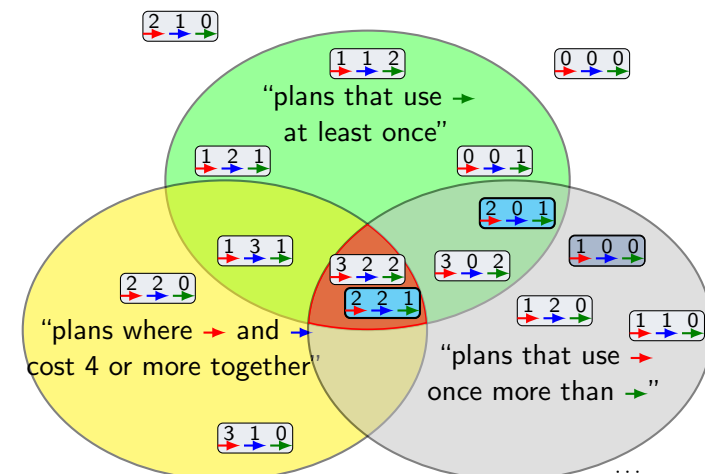 2 1 0
1 1 2
0 0 0
“plans that use →
at least once”
1 2 1
0 0 1
2 0 1
1 3 1
1 0 0
3 2 2
3 0 2
2 2 0
2 2 1
1 2 0
1 1 0
“plans where → and →
cost 4 or more together”
“plans that use →
once more than →”
3 1 0
...